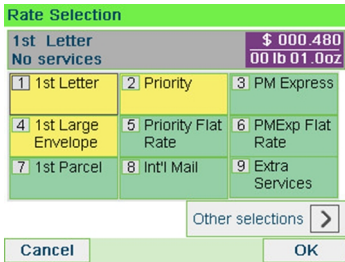 Rate Selection
1st Letter
No services
$ 000.480
00 lb 01.0oz
1 1st Letter
2 Priority
3 PM Express
4 1st Large
Envelope
5 Priority Flat
Rate
6 PMExp Flat
Rate
7 1st Parcel
8 Int'l Mail
9 Extra
Services
Other selections >
Cancel
OK